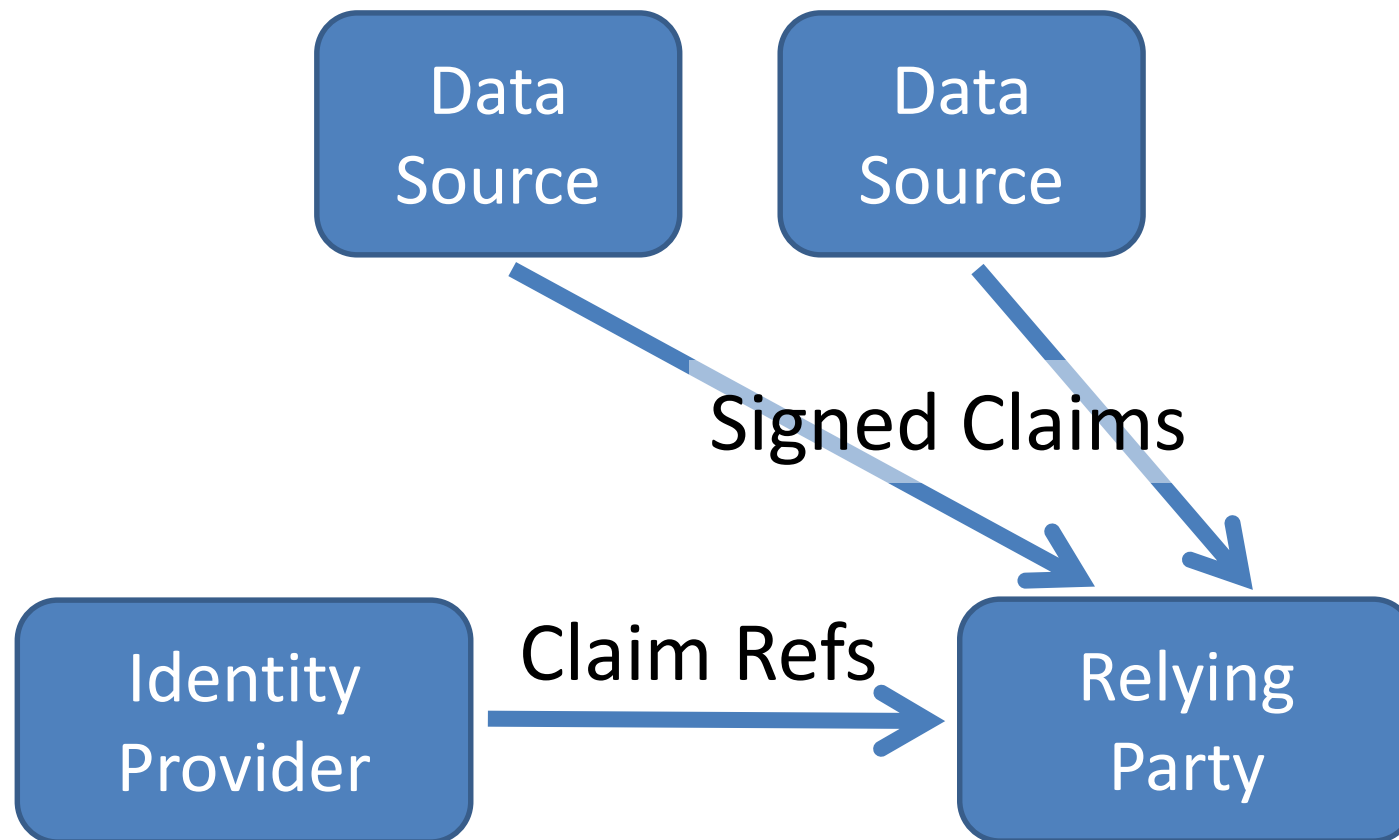 Data
Source
Data
Source
Signed Claims
Claim Refs
Identity
Provider
Relying
Party